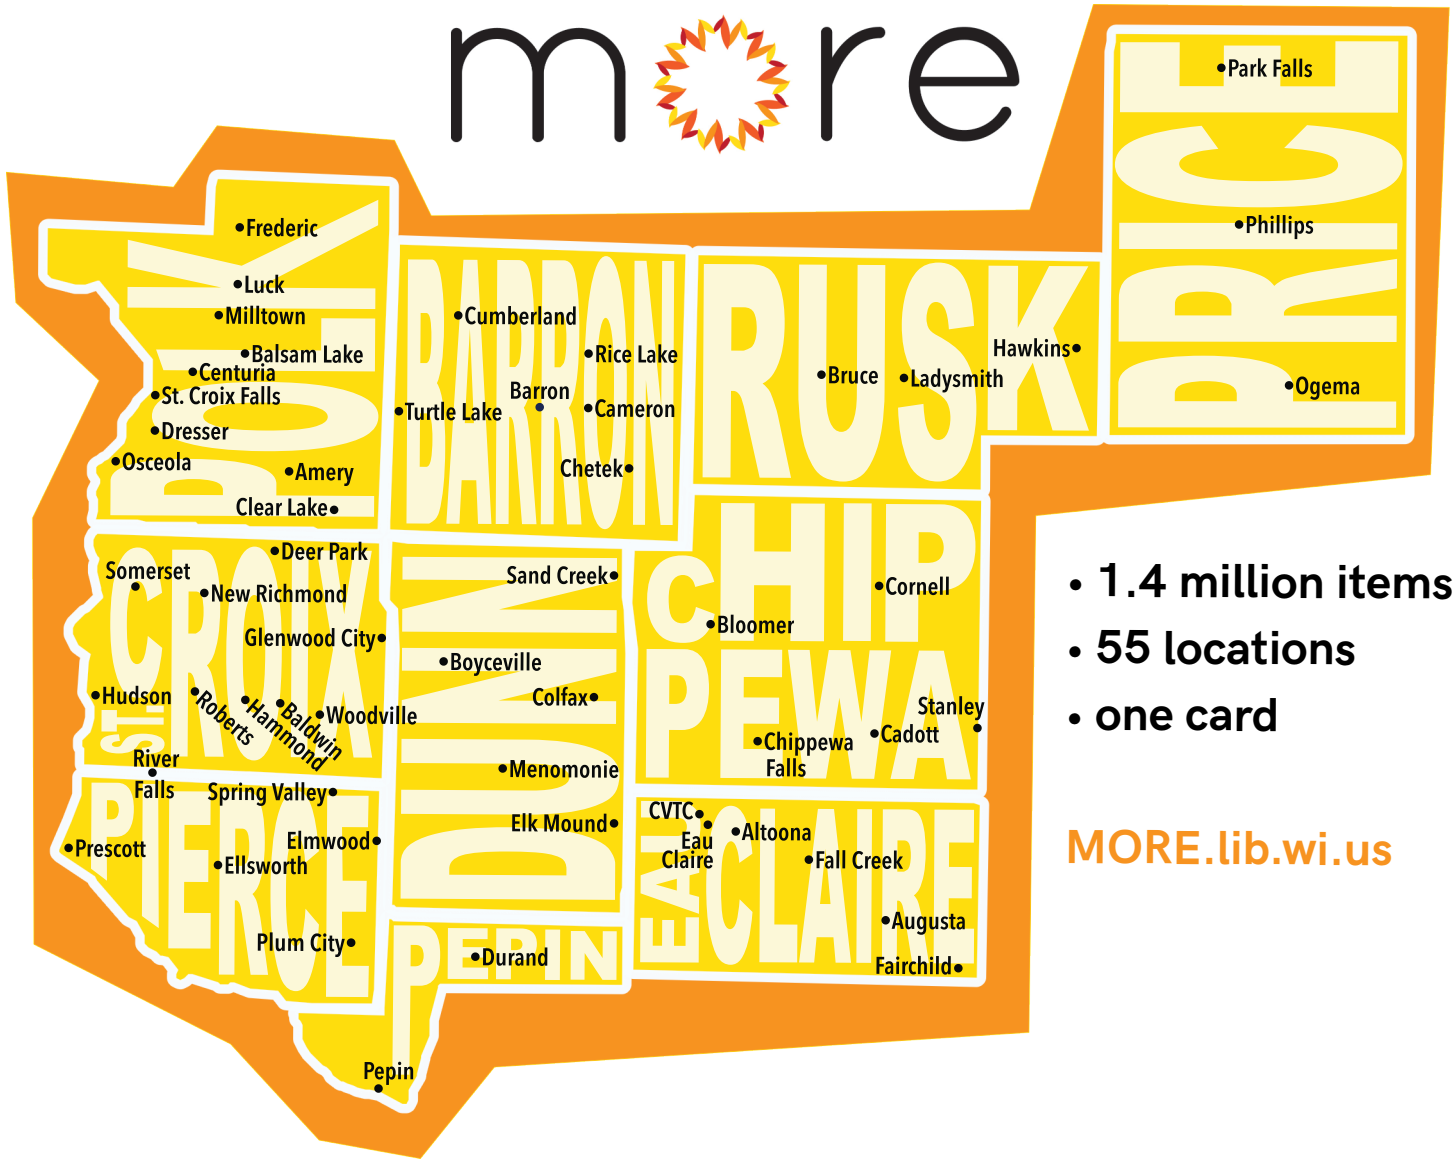 more
PRICE
Park Falls
Phillips
Ogema
POLK
Frederic
Luck
Milltown
Balsam Lake
Centuria
St. Croix Falls
Dresser
Osceola
Amery
Clear Lake
BARRON
Cumberland
Rice Lake
Barron
Turtle Lake
Cameron
Chetek
RUSK
Hawkins
Bruce
Ladysmith
ST. CROIX
Deer Park
Somerset
New Richmond
Glenwood City
Hudson
Roberts
Hammond
Baldwin
Woodville
River
Falls
DUNN
Sand Creek
Boyceville
Colfax
Menomonie
Elk Mound
CHIP
PEWA
Cornell
Bloomer
Stanley
Cadott
Chippewa
Falls
PIERCE
Spring Valley
Elmwood
Prescott
Ellsworth
Plum City
PEPIN
Durand
Pepin
EAU
CLAIRE
CVTC
Eau
Claire
Altoona
Fall Creek
Augusta
Fairchild
• 1.4 million items
• 55 locations
• one card
MORE.lib.wi.us